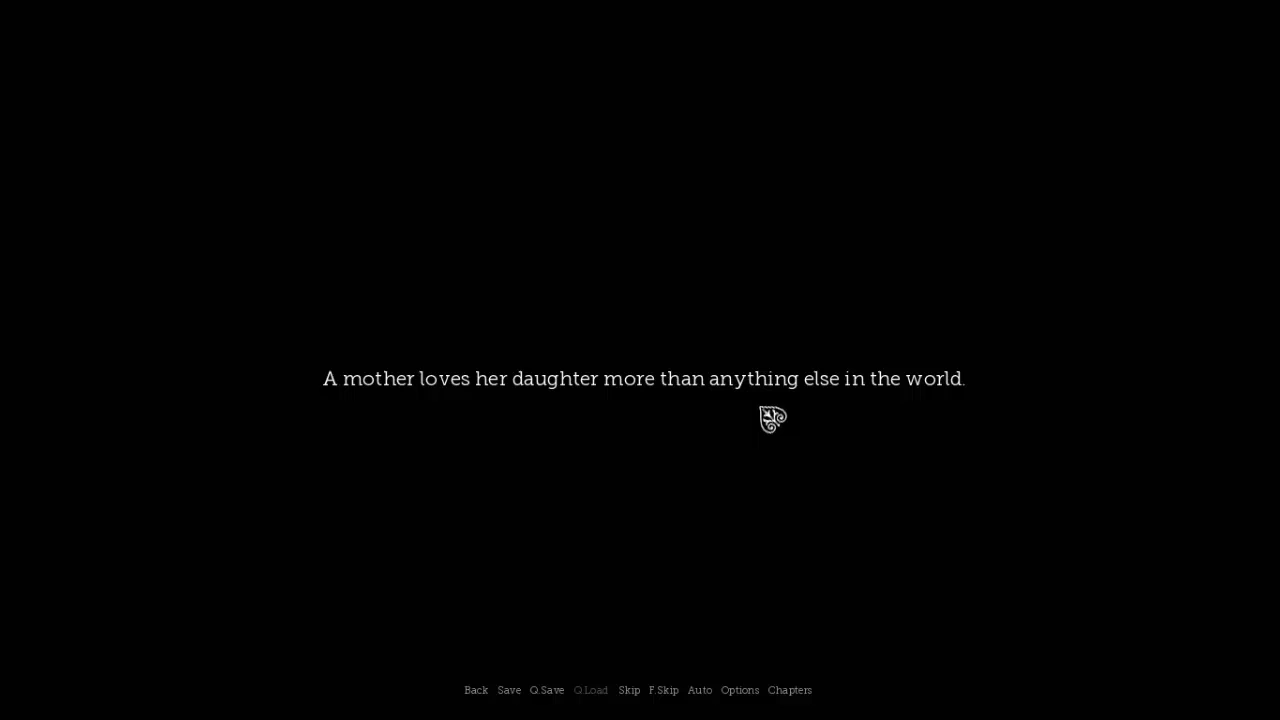 A mother loves her daughter more than anything else in the world.
Back Save Q.Save Q.Load Skip F.Skip Auto Options Chapters